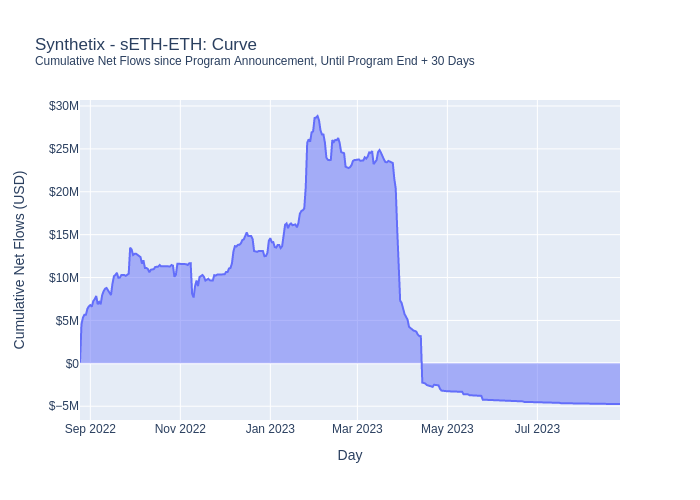 Synthetix - sETH-ETH: Curve
Cumulative Net Flows since Program Announcement, Until Program End + 30 Days
$30M
$25M
$20M
$15M
$10M
$5M
$0
$−5M
Cumulative Net Flows (USD)
Sep 2022 Nov 2022 Jan 2023 Mar 2023 May 2023 Jul 2023
Day